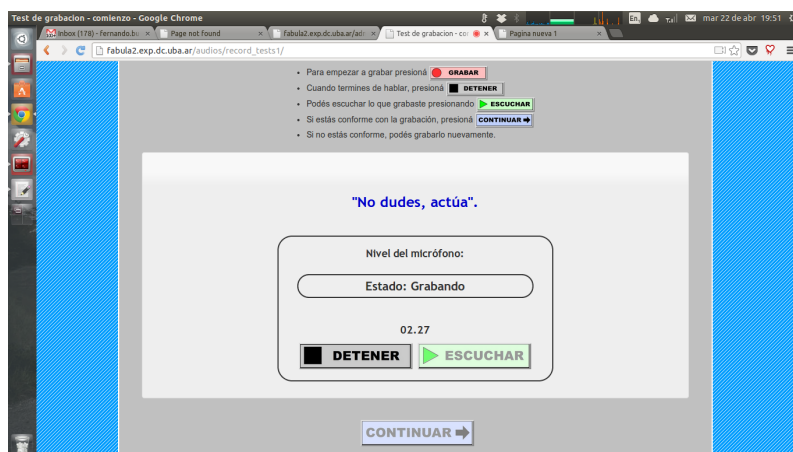 Test de grabacion - comienzo - Google Chrome
En
mar 22 de abr 19:51
Inbox (178) - fernando.bu
Page not found
fabula2.exp.dc.uba.ar/adr
Test de grabacion - cor
Pagina nueva 1
fabula2.exp.dc.uba.ar/audios/record_tests1/
Para empezar a grabar presioná GRABAR
Cuando termines de hablar, presioná DETENER
Podés escuchar lo que grabaste presionando ESCUCHAR
Si estás conforme con la grabación, presioná CONTINUAR
Si no estás conforme, podés grabarlo nuevamente.
"No dudes, actúa".
Nivel del micrófono:
Estado: Grabando
02.27
DETENER
ESCUCHAR
CONTINUAR